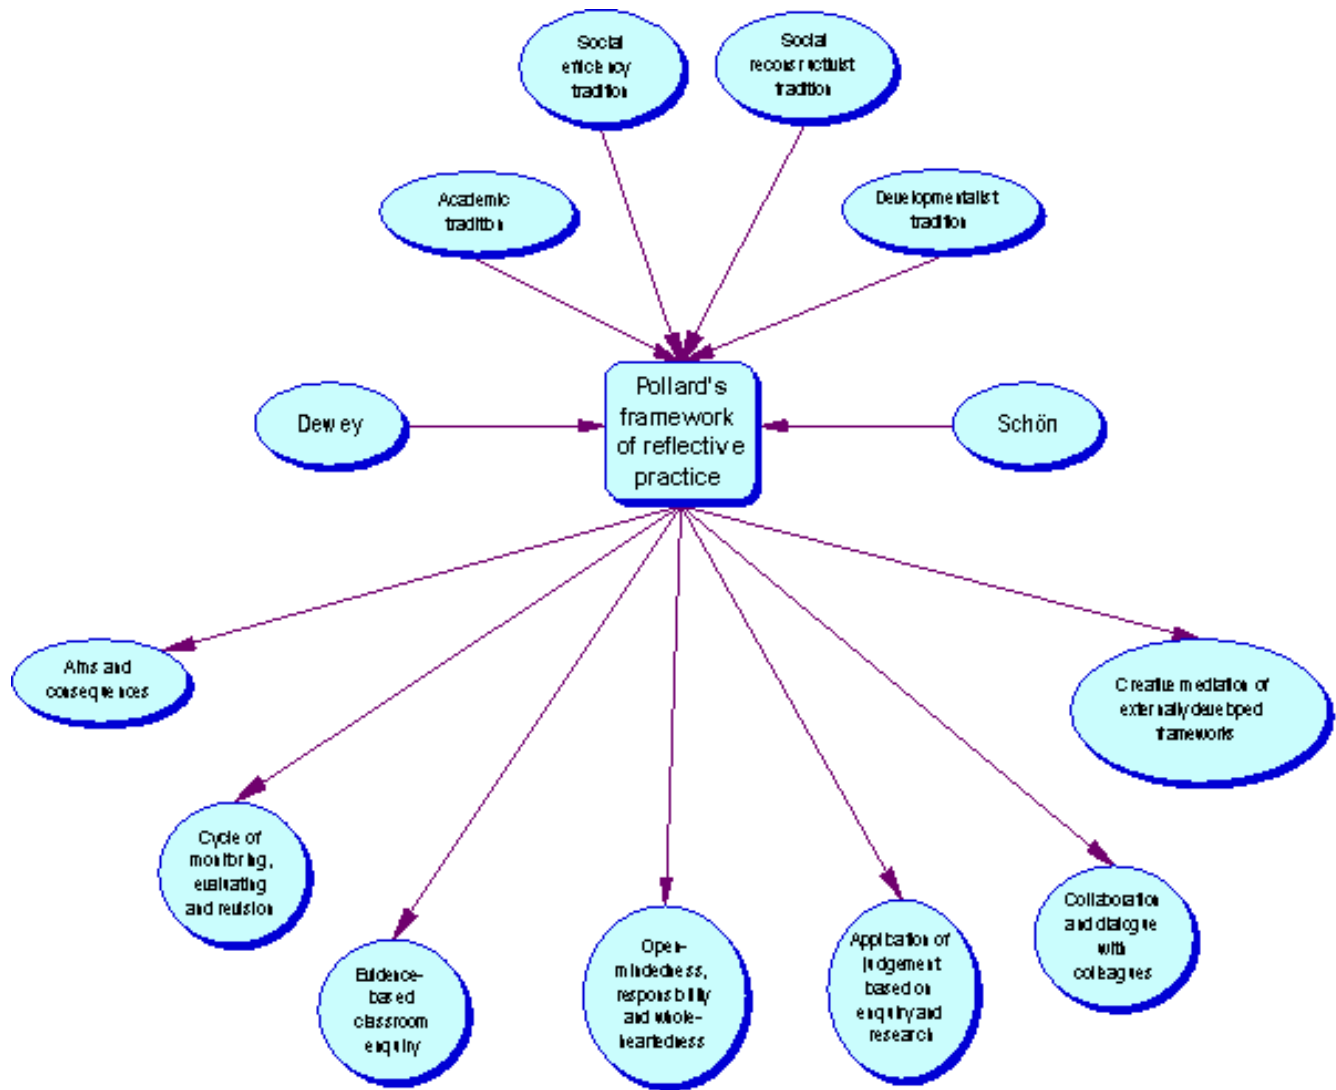 Social
efficiency
tradition
Social
reconstructivist
tradition
Academic
tradition
Developmentalist
tradition
Pollard's
framework
of reflective
practice
Dewey
Schön
Aims and
consequences
Creative mediation of
externally developed
frameworks
Cycle of
monitoring,
evaluating
and revision
Evidence-
based
classroom
enquiry
Open-
mindedness,
responsibility
and whole-
heartedness
Application of
judgement
based on
enquiry and
research
Collaboration
and dialogue
with
colleagues